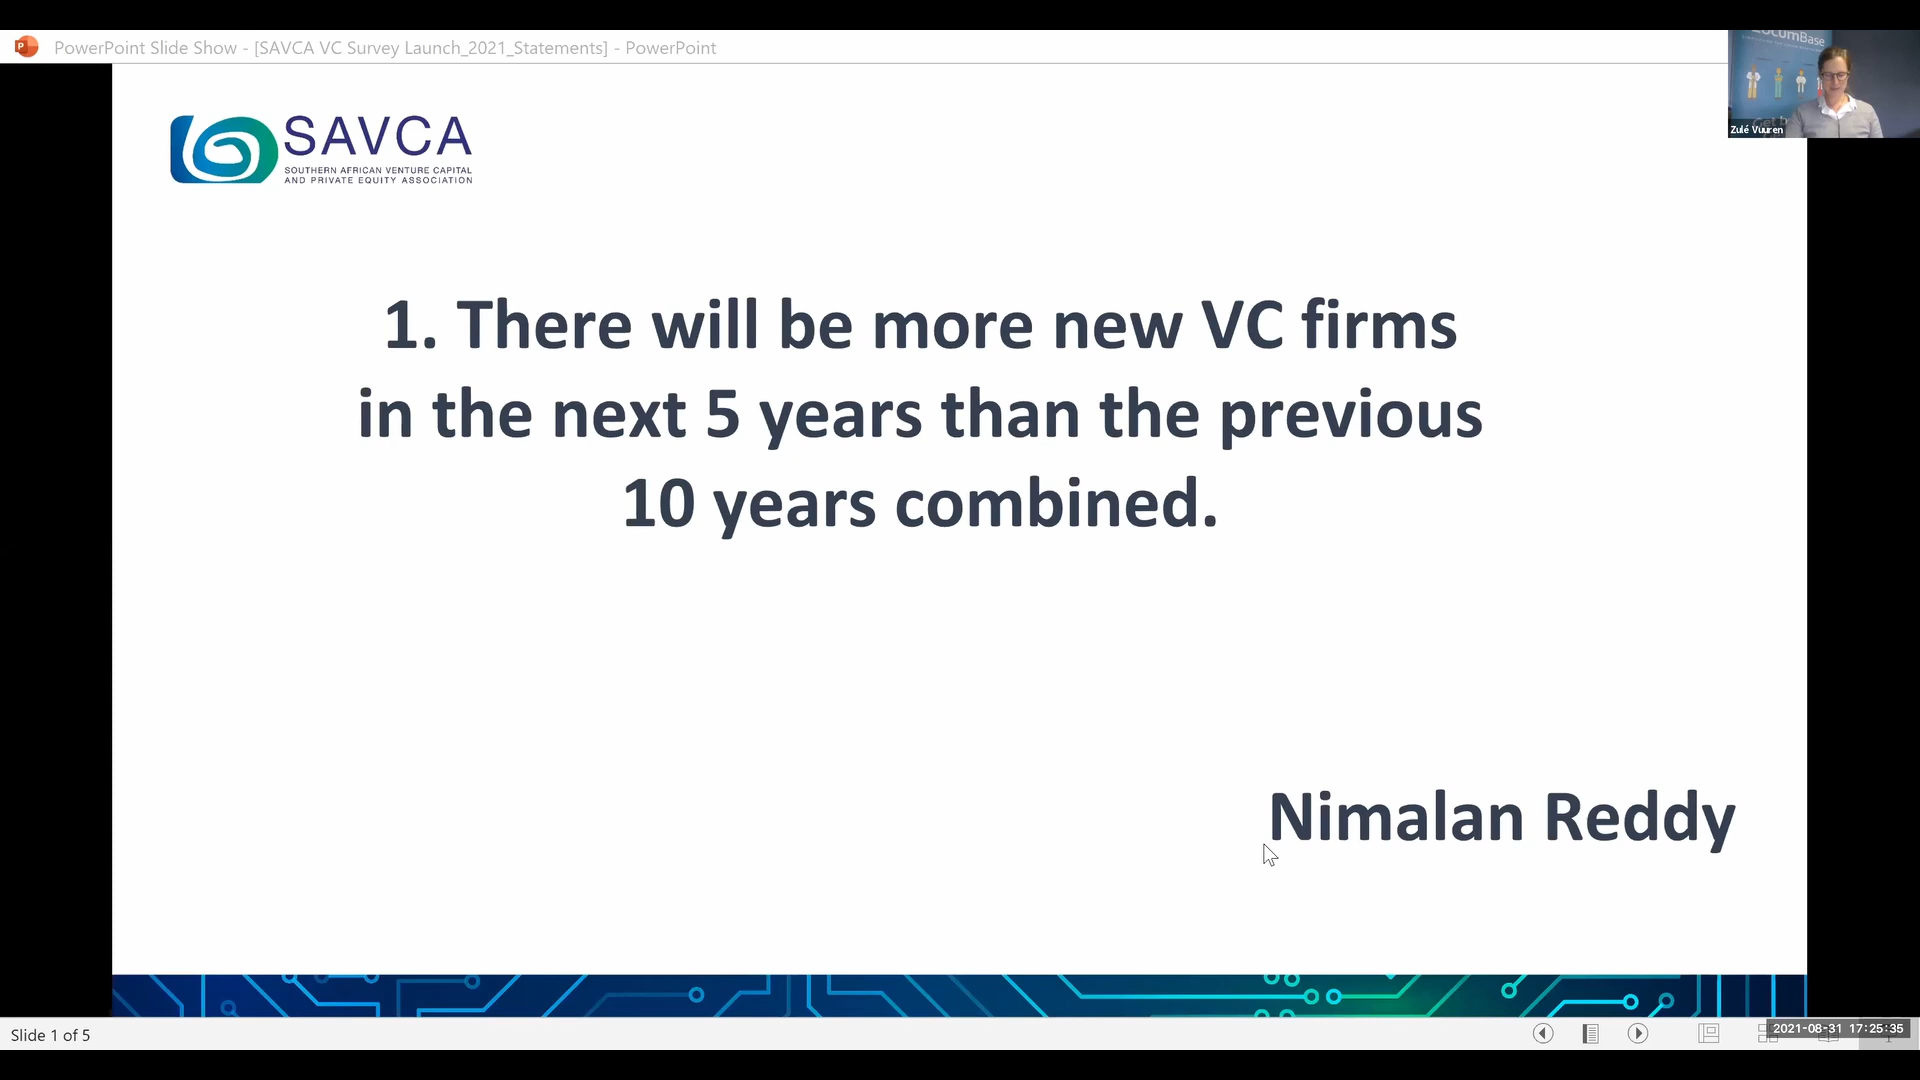 PowerPoint Slide Show - [SAVCA VC Survey Launch_2021_Statements] - PowerPoint
SAVCA
SOUTHERN AFRICAN VENTURE CAPITAL
AND PRIVATE EQUITY ASSOCIATION
Zulé Vuuren
1. There will be more new VC firms
in the next 5 years than the previous
10 years combined.
Nimalan Reddy
Slide 1 of 5
2021-08-31 17:25:35